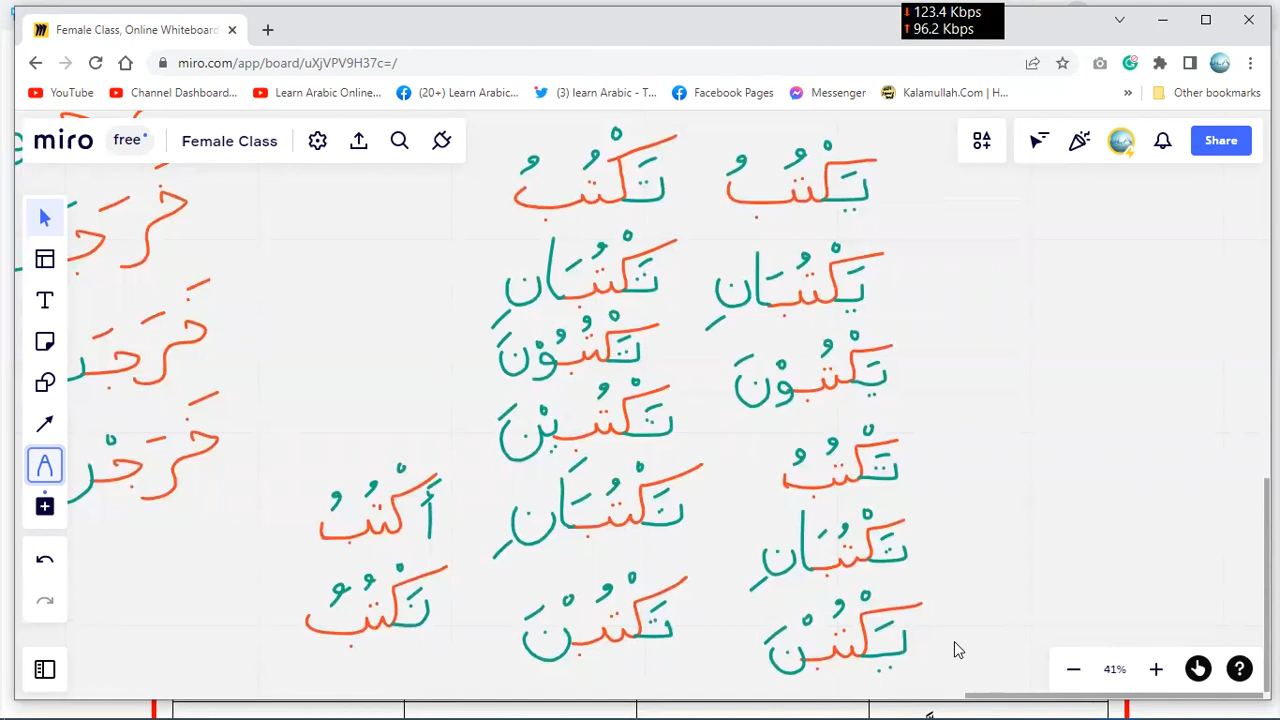 123.4 Kbps
96.2 Kbps
Female Class, Online Whiteboard
miro.com/app/board/uXjVPV9H37c=/
YouTube
Channel Dashboard...
Learn Arabic Online...
(20+) Learn Arabic...
(3) learn Arabic - T...
Facebook Pages
Messenger
Kalamullah.Com | H...
»
Other bookmarks
miro
free
Female Class
Share
يَكْتُبُ تَكْتُبُ
يَكْتُبَانِ تَكْتُبَانِ
يَكْتُبُوْنَ تَكْتُبُوْنَ
تَكْتُبِيْنَ
تَكْتُبُ تَكْتُبَانِ أَكْتُبُ
تَكْتُبَانِ
يَكْتُبْنَ تَكْتُبْنَ نَكْتُبُ
41%